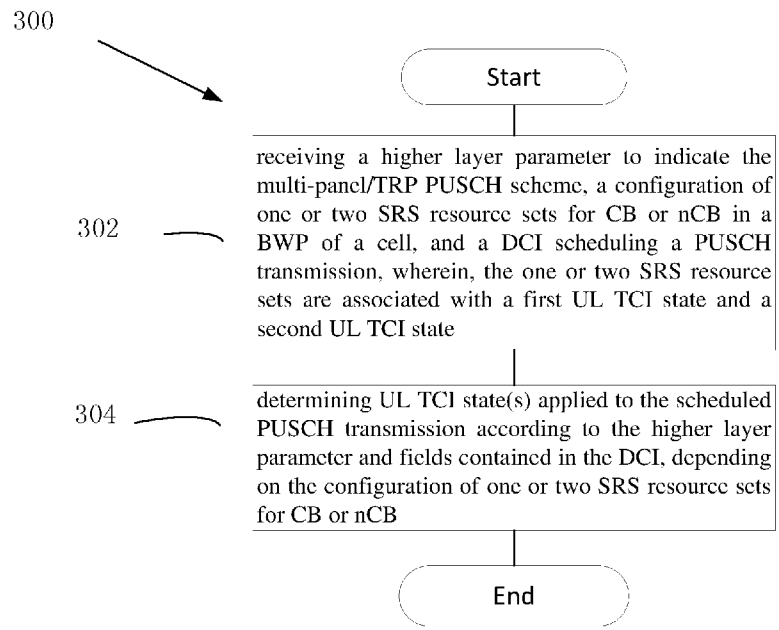 300
Start
receiving a higher layer parameter to indicate the
multi-panel/TRP PUSCH scheme, a configuration of
one or two SRS resource sets for CB or nCB in a
BWP of a cell, and a DCI scheduling a PUSCH
transmission, wherein, the one or two SRS resource
sets are associated with a first UL TCI state and a
second UL TCI state
302
determining UL TCI state(s) applied to the scheduled
PUSCH transmission according to the higher layer
parameter and fields contained in the DCI, depending
on the configuration of one or two SRS resource sets
for CB or nCB
304
End